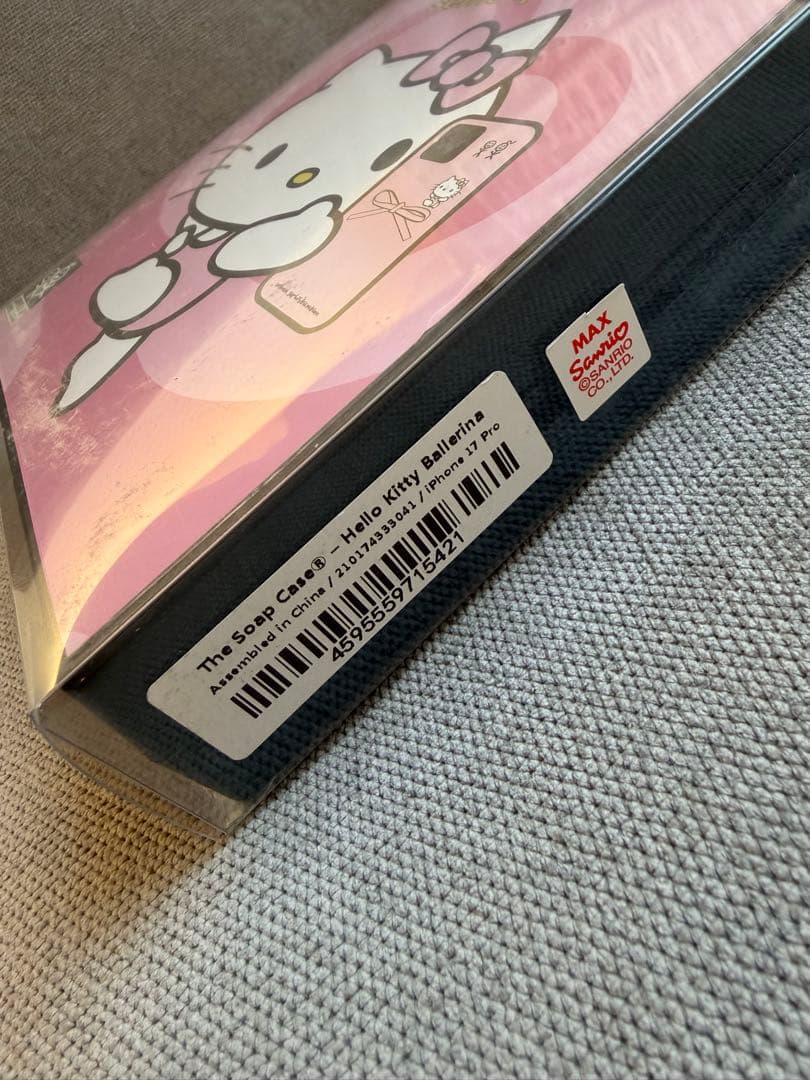 MAX
Sanrio
©SANRIO
CO., LTD.
The Soap Case® – Hello Kitty Ballerina
Assembled in China / 210174333041 / iPhone 17 Pro
4595559715421